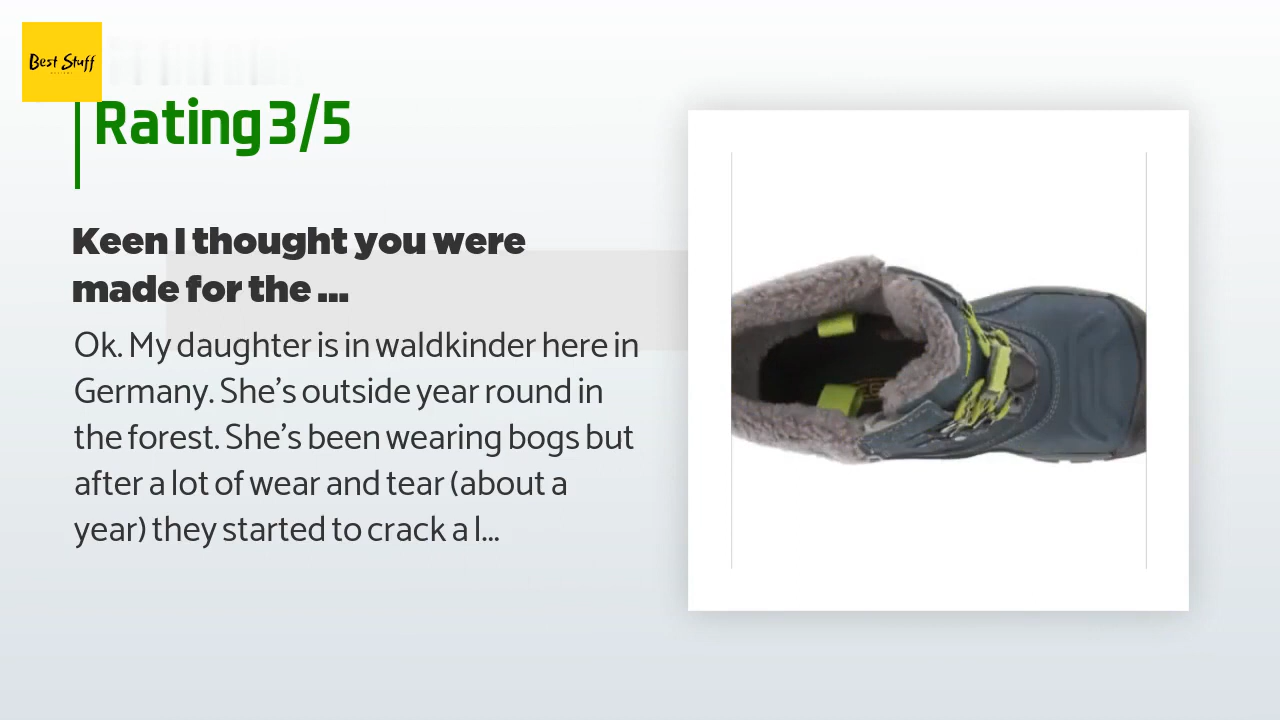 Best Stuff
Rating 3/5
Keen I thought you were
made for the ...
Ok. My daughter is in waldkinder here in
Germany. She's outside year round in
the forest. She's been wearing bogs but
after a lot of wear and tear (about a
year) they started to crack a l...